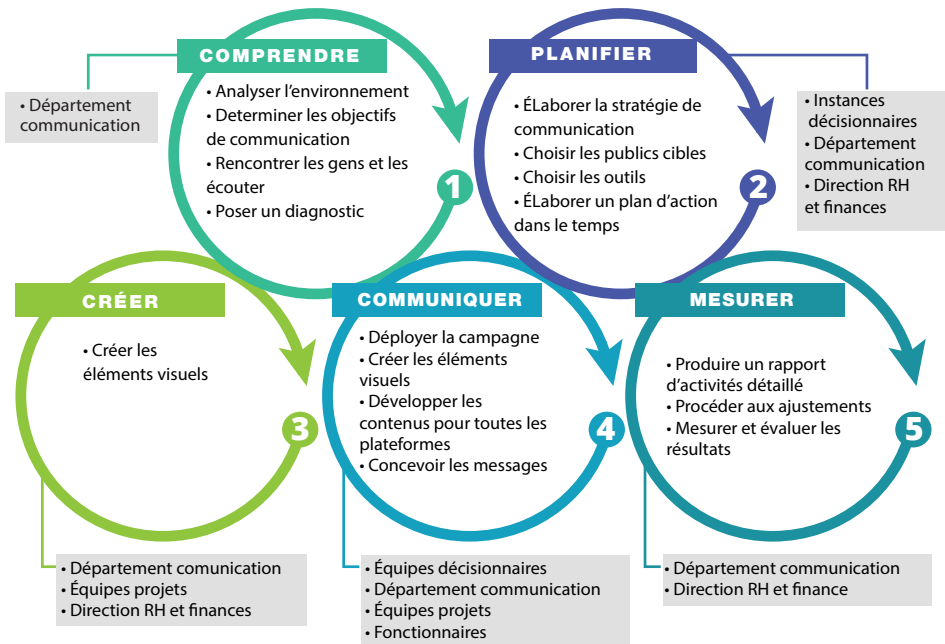 COMPRENDRE
• Analyser l'environnement
• Determiner les objectifs
de communication
• Rencontrer les gens et les
écouter
• Poser un diagnostic
1
• Département
communication
PLANIFIER
• ÉLaborer la stratégie de
communication
• Choisir les publics cibles
• Choisir les outils
• ÉLaborer un plan d'action
dans le temps
2
• Instances
décisionnaires
• Département
communication
• Direction RH
et finances
CRÉER
• Créer les
éléments visuels
3
• Département comunication
• Équipes projets
• Direction RH et finances
COMMUNIQUER
• Déployer la campagne
• Créer les éléments
visuels
• Développer les
contenus pour toutes les
plateformes
• Concevoir les messages
4
• Équipes décisionnaires
• Département communication
• Équipes projets
• Fonctionnaires
MESURER
• Produire un rapport
d'activités détaillé
• Procéder aux ajustements
• Mesurer et évaluer les
résultats
5
• Département communication
• Direction RH et finance